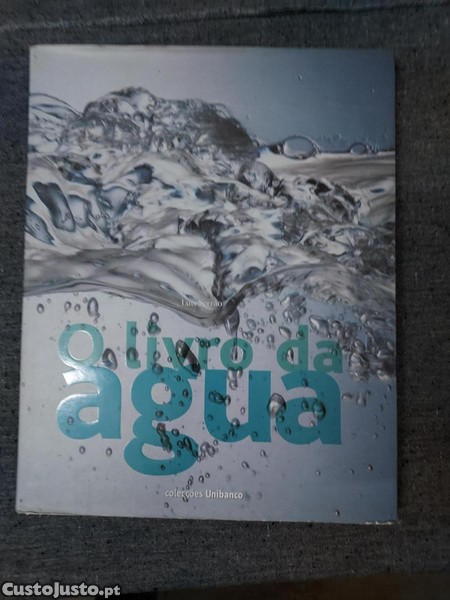 Luís Serrão
O livro da
água
colecções Unibanco
CustoJusto.pt